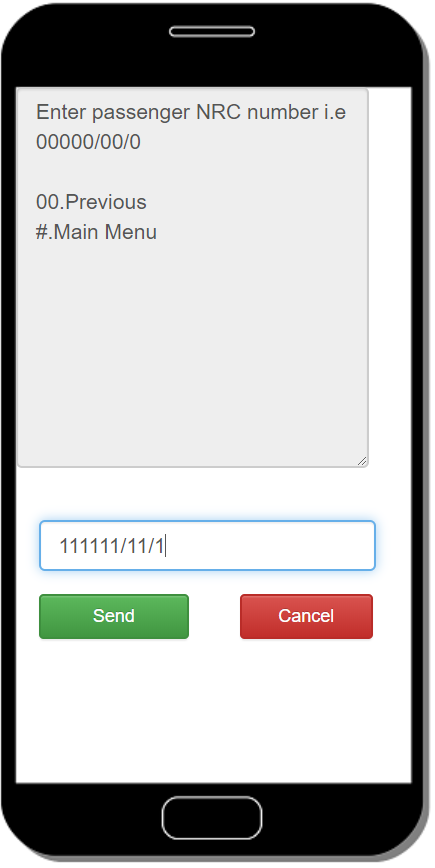 Enter passenger NRC number i.e
00000/00/0
00.Previous
#.Main Menu
111111/11/1
Send
Cancel